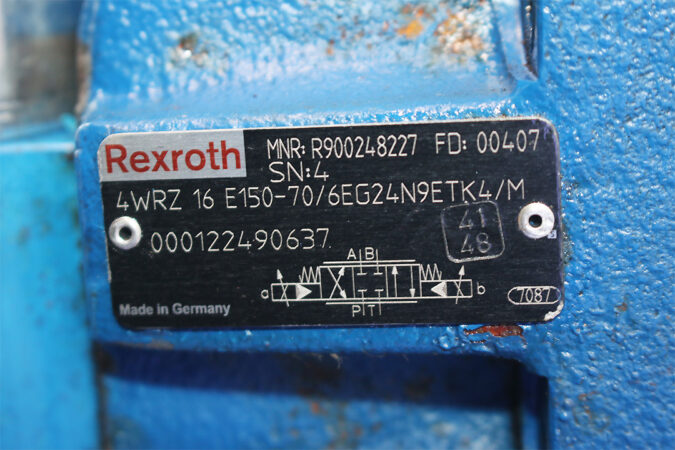 Rexroth MNR: R900248227 FD: 00407
SN: 4
4WRZ 16 E150-70/6EG24N9ETK4/M
000122490637
41
48
A B
a b
P T
Made in Germany
7087